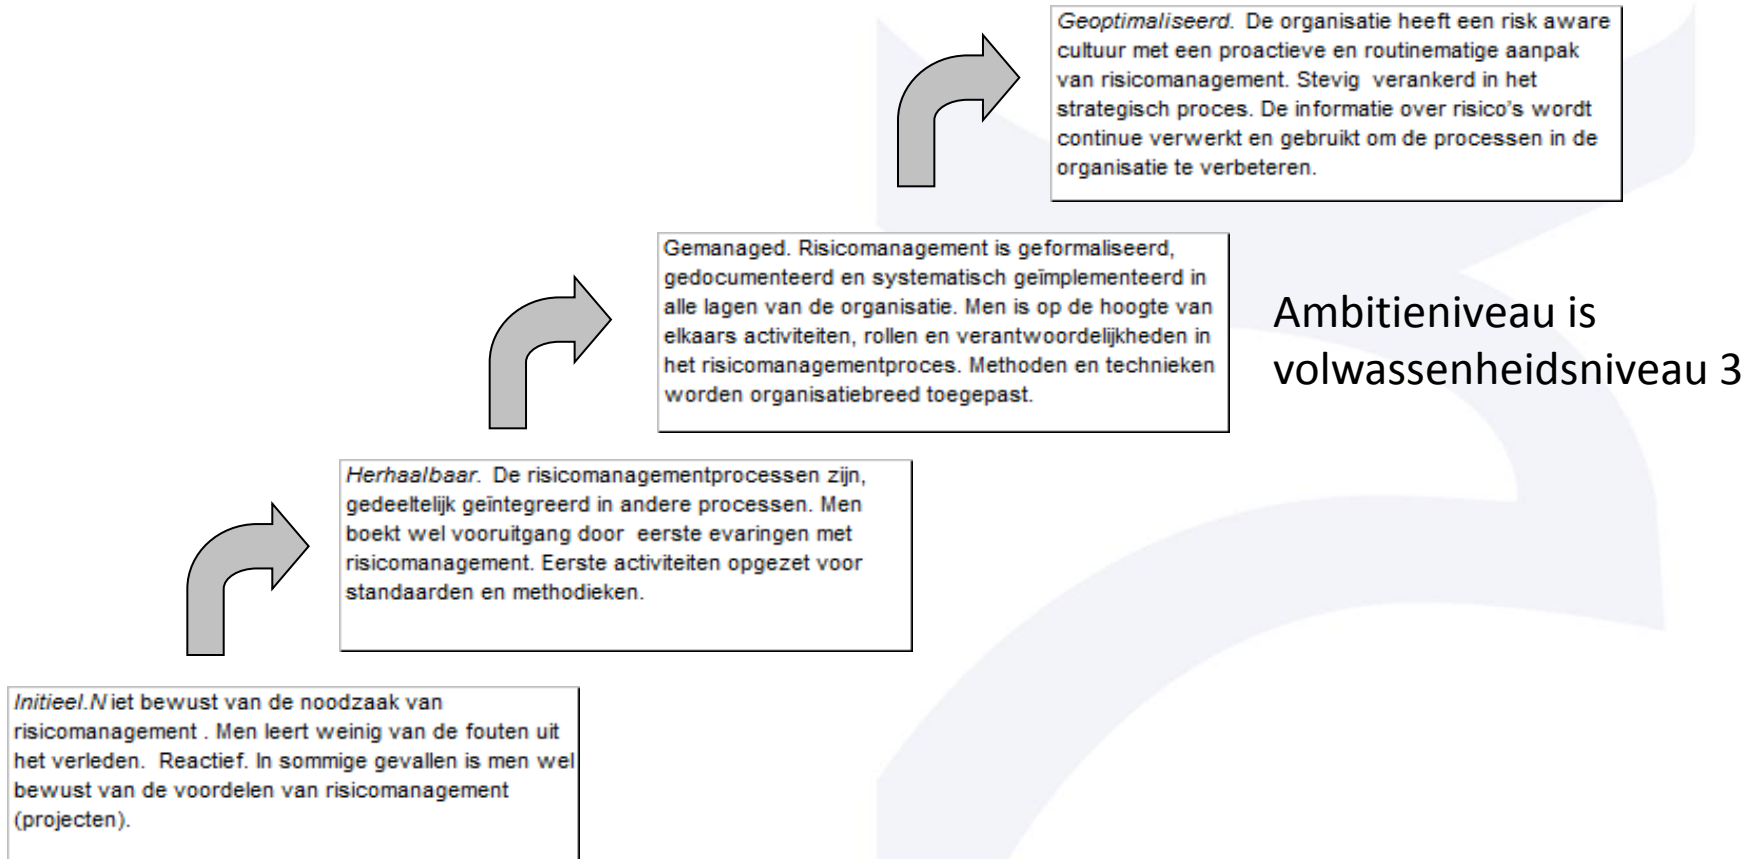 Geoptimaliseerd. De organisatie heeft een risk aware
cultuur met een proactieve en routinematige aanpak
van risicomanagement. Stevig verankerd in het
strategisch proces. De informatie over risico's wordt
continue verwerkt en gebruikt om de processen in de
organisatie te verbeteren.
Gemanaged. Risicomanagement is geformaliseerd,
gedocumenteerd en systematisch geïmplementeerd in
alle lagen van de organisatie. Men is op de hoogte van
elkaars activiteiten, rollen en verantwoordelijkheden in
het risicomanagementproces. Methoden en technieken
worden organisatiebreed toegepast.
Ambitieniveau is
volwassenheidsniveau 3
Herhaalbaar. De risicomanagementprocessen zijn,
gedeeltelijk geïntegreerd in andere processen. Men
boekt wel vooruitgang door eerste evaringen met
risicomanagement. Eerste activiteiten opgezet voor
standaarden en methodieken.
Initieel.Niet bewust van de noodzaak van
risicomanagement . Men leert weinig van de fouten uit
het verleden. Reactief. In sommige gevallen is men wel
bewust van de voordelen van risicomanagement
(projecten).